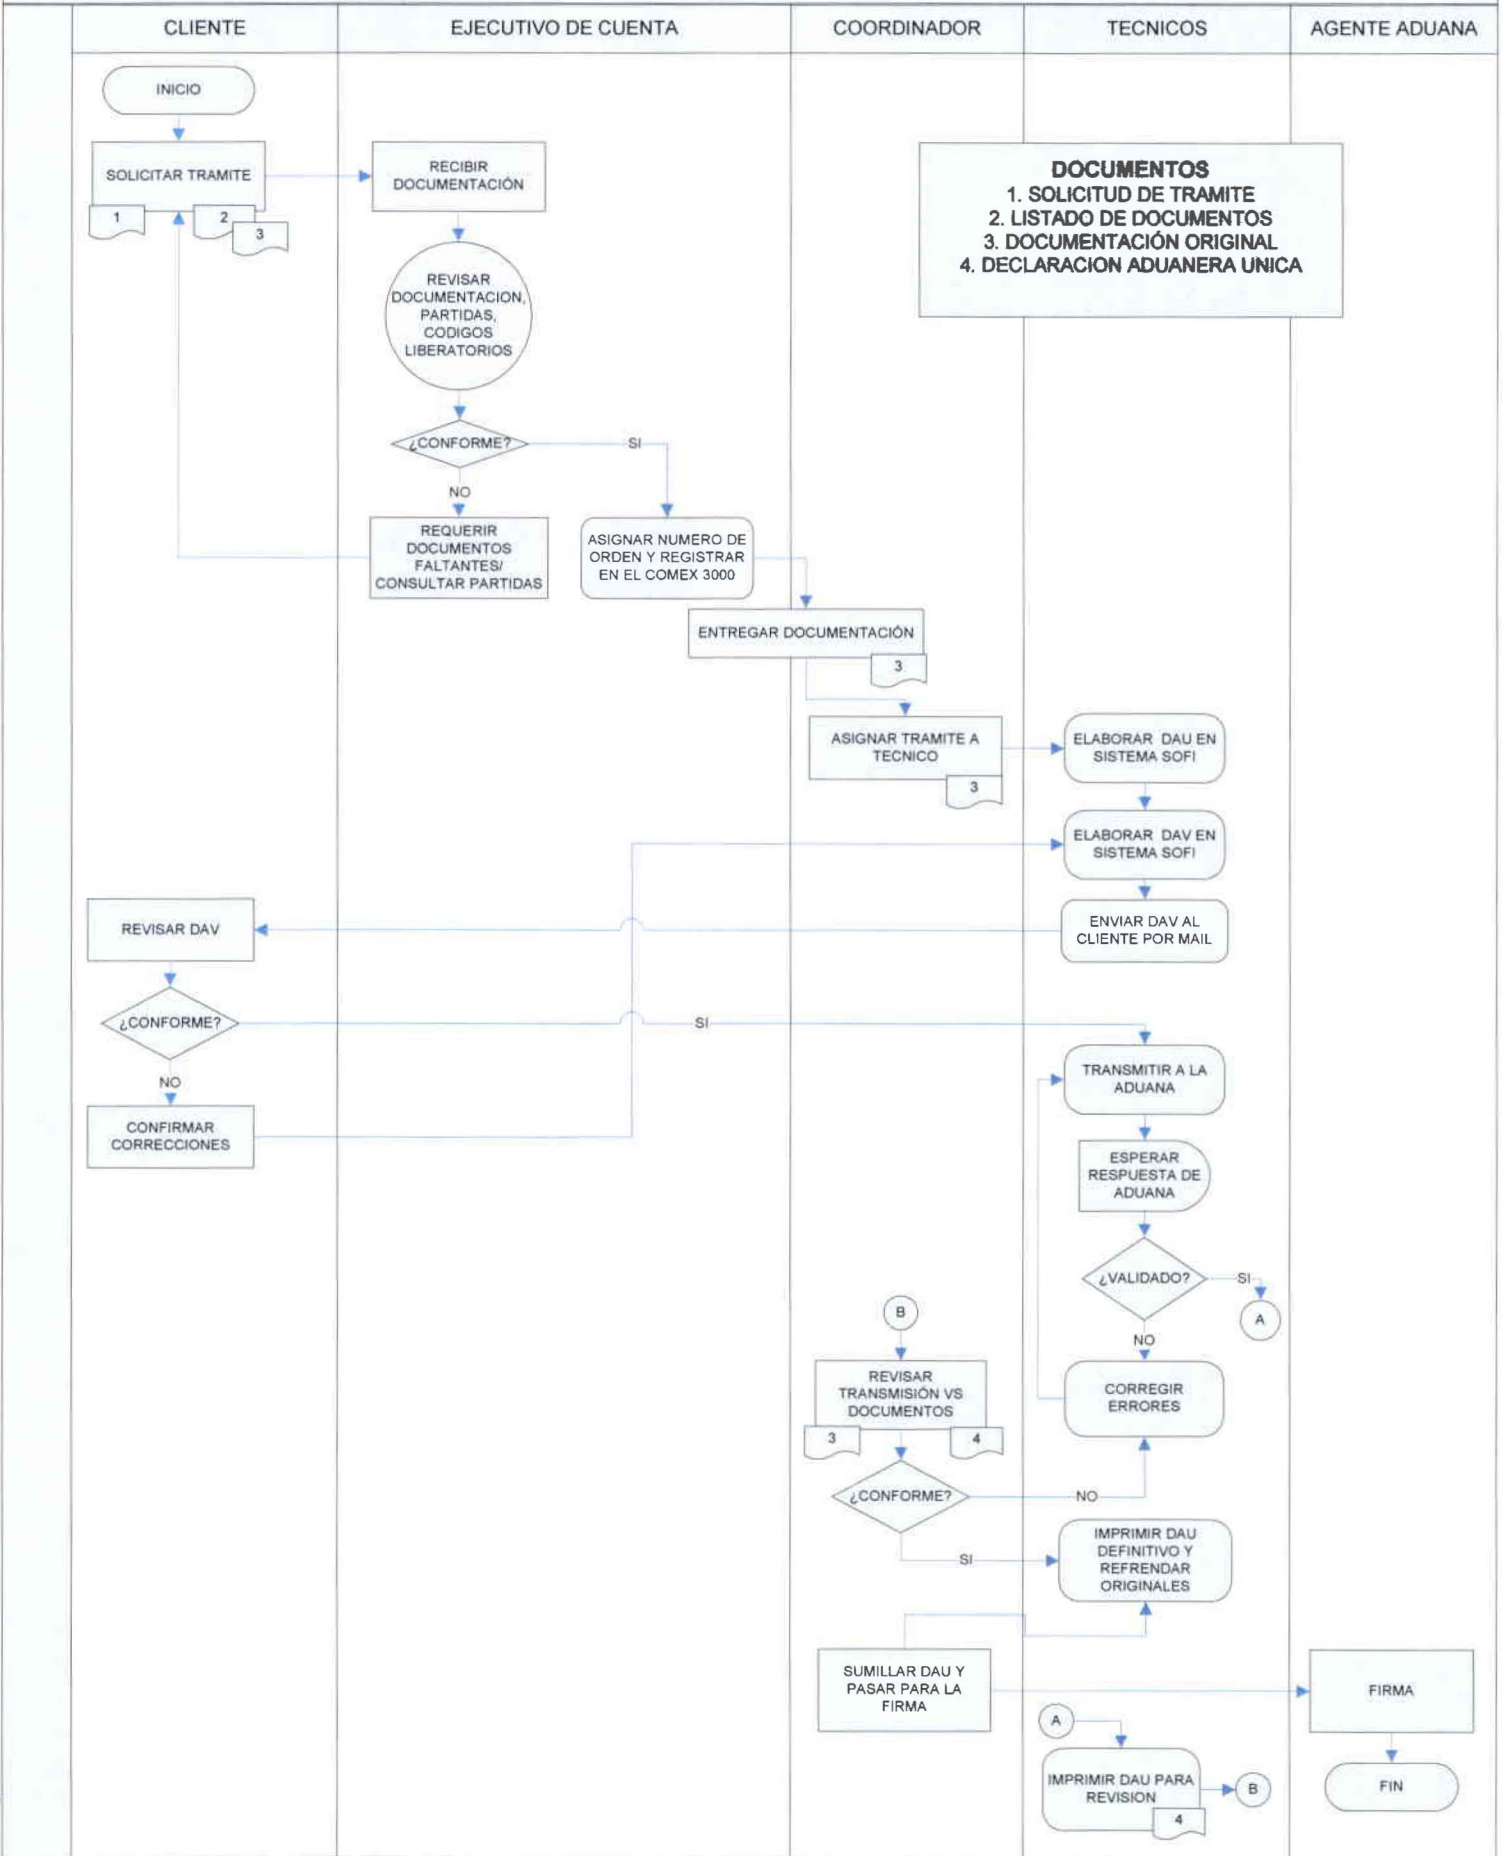 CLIENTE
EJECUTIVO DE CUENTA
COORDINADOR
TECNICOS
AGENTE ADUANA
INICIO
SOLICITAR TRAMITE
1
2
3
RECIBIR
DOCUMENTACIÓN
DOCUMENTOS
1. SOLICITUD DE TRAMITE
2. LISTADO DE DOCUMENTOS
3. DOCUMENTACIÓN ORIGINAL
4. DECLARACION ADUANERA UNICA
REVISAR
DOCUMENTACION,
PARTIDAS,
CODIGOS
LIBERATORIOS
¿CONFORME?
SI
NO
REQUERIR
DOCUMENTOS
FALTANTES/
CONSULTAR PARTIDAS
ASIGNAR NUMERO DE
ORDEN Y REGISTRAR
EN EL COMEX 3000
ENTREGAR DOCUMENTACIÓN
3
ASIGNAR TRAMITE A
TECNICO
3
ELABORAR DAU EN
SISTEMA SOFI
ELABORAR DAV EN
SISTEMA SOFI
ENVIAR DAV AL
CLIENTE POR MAIL
REVISAR DAV
¿CONFORME?
SI
NO
CONFIRMAR
CORRECCIONES
TRANSMITIR A LA
ADUANA
ESPERAR
RESPUESTA DE
ADUANA
¿VALIDADO?
SI
A
NO
CORREGIR
ERRORES
B
REVISAR
TRANSMISIÓN VS
DOCUMENTOS
3
4
¿CONFORME?
NO
SI
IMPRIMIR DAU
DEFINITIVO Y
REFRENDAR
ORIGINALES
SUMILLAR DAU Y
PASAR PARA LA
FIRMA
FIRMA
A
IMPRIMIR DAU PARA
REVISION
4
B
FIN